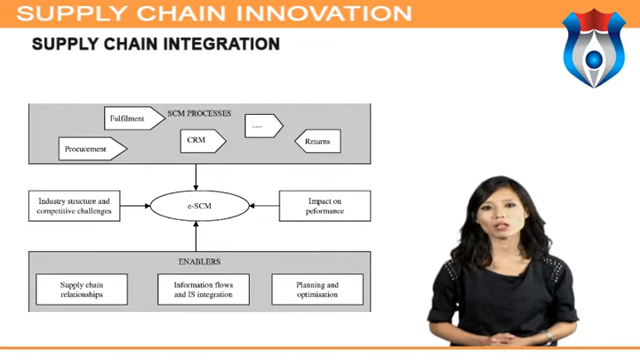 SUPPLY CHAIN INNOVATION
SUPPLY CHAIN INTEGRATION
SCM PROCESSES
Fulfilment
.....
CRM
Returns
Procurement
Industry structure and
competitive challenges
e-SCM
Impact on
peformance
ENABLERS
Supply chain
relationships
Information flows
and IS integration
Planning and
optimisation